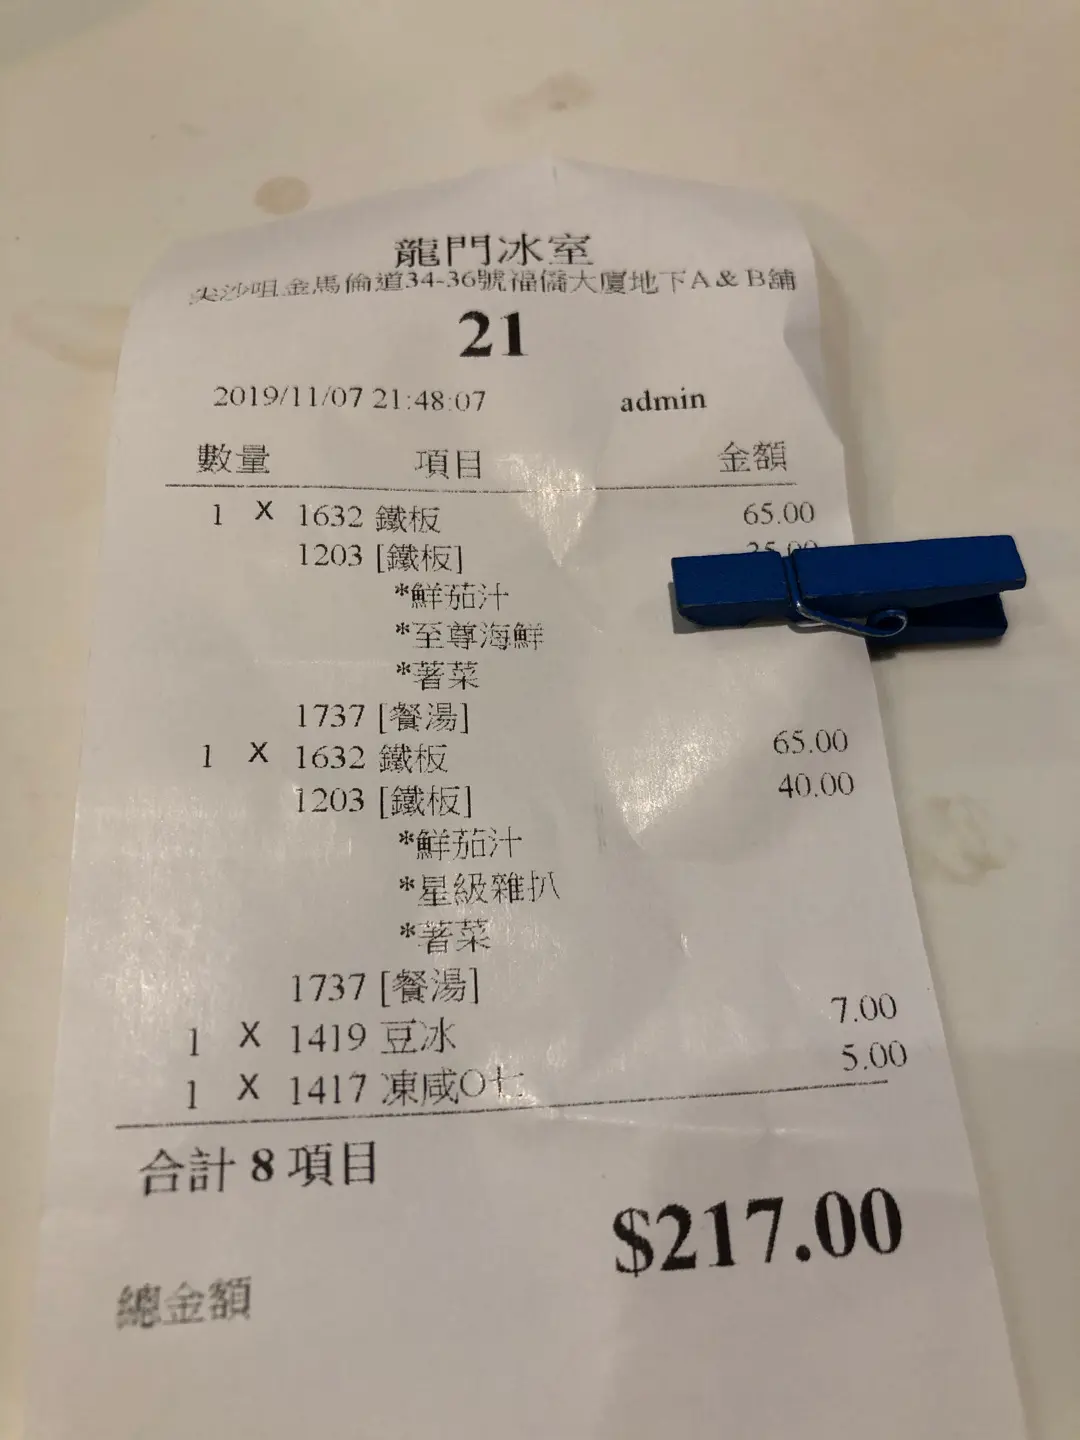 龍門冰室
尖沙咀金馬倫道34-36號福僑大廈地下A & B舖
21
2019/11/07 21:48:07 admin
數量 項目 金額
1 X 1632 鐵板 65.00
1203 [鐵板]
*鮮茄汁
*至尊海鮮
*薯菜
1737 [餐湯]
1 X 1632 鐵板 65.00
1203 [鐵板] 40.00
*鮮茄汁
*星級雜扒
*薯菜
1737 [餐湯]
1 X 1419 豆冰 7.00
1 X 1417 凍咸O七 5.00
合計 8 項目
$217.00
總金額